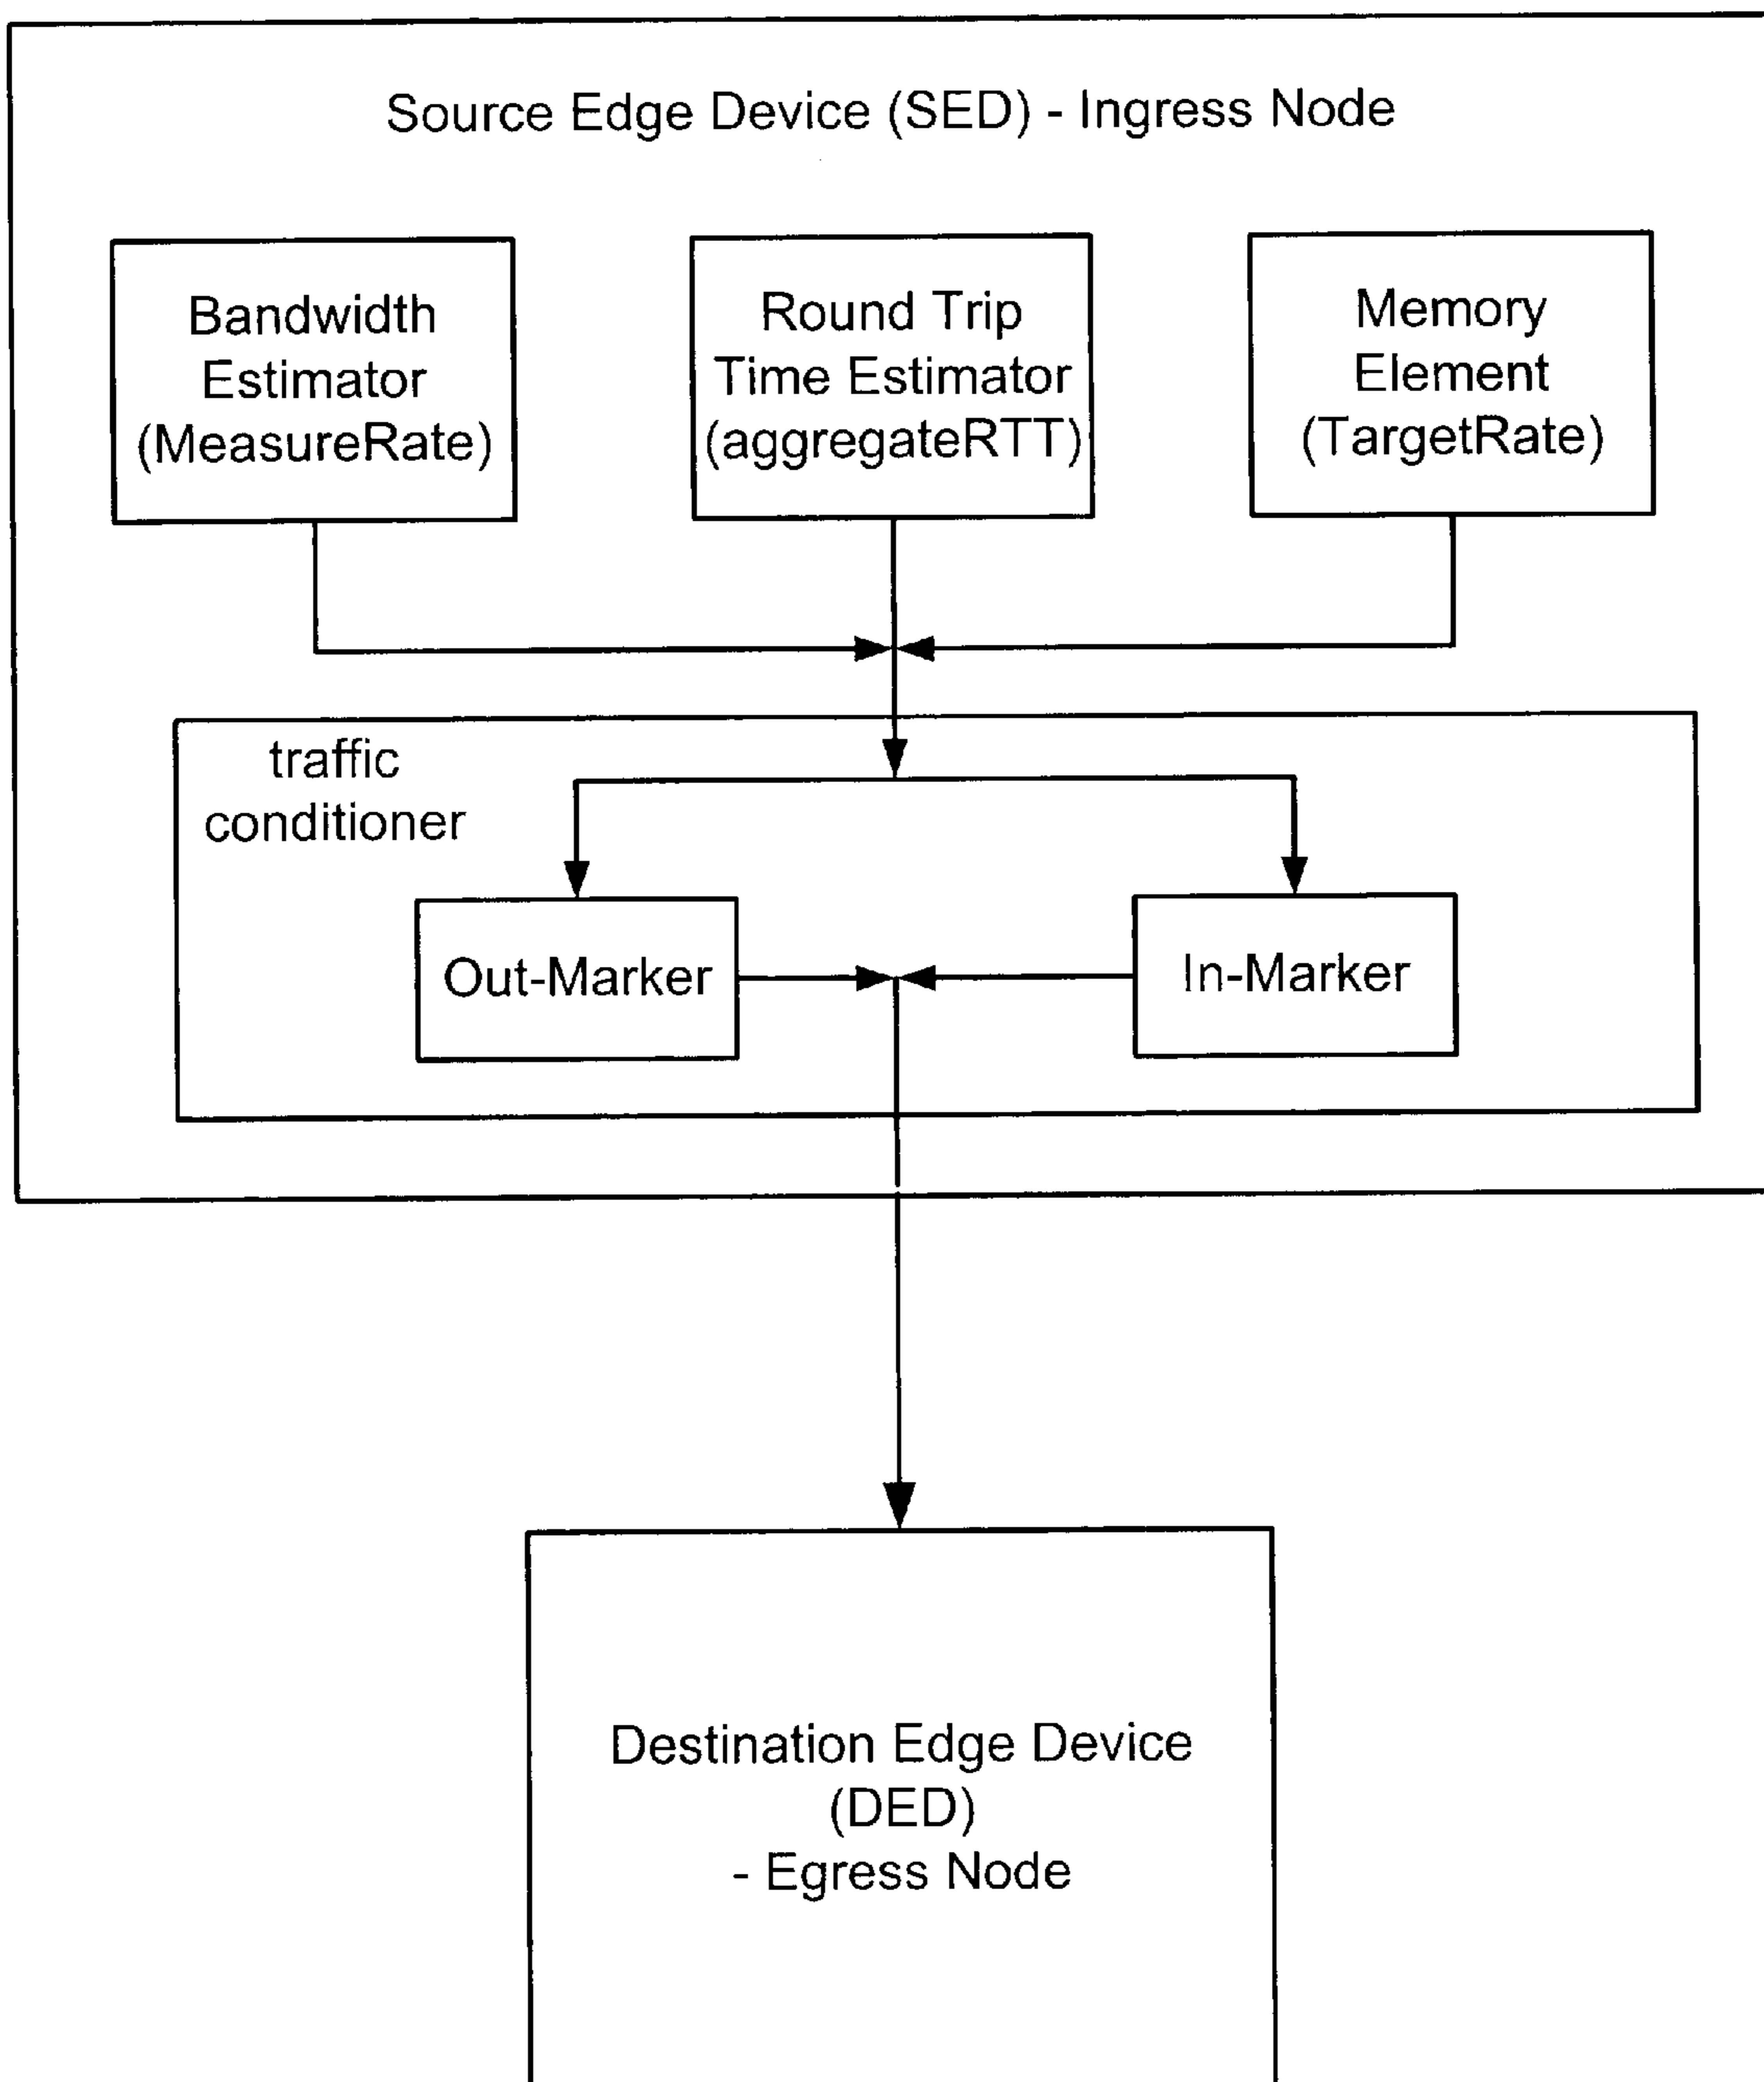 Source Edge Device (SED) - Ingress Node
Bandwidth
Estimator
(MeasureRate)
Round Trip
Time Estimator
(aggregateRTT)
Memory
Element
(TargetRate)
traffic
conditioner
Out-Marker
In-Marker
Destination Edge Device
(DED)
- Egress Node